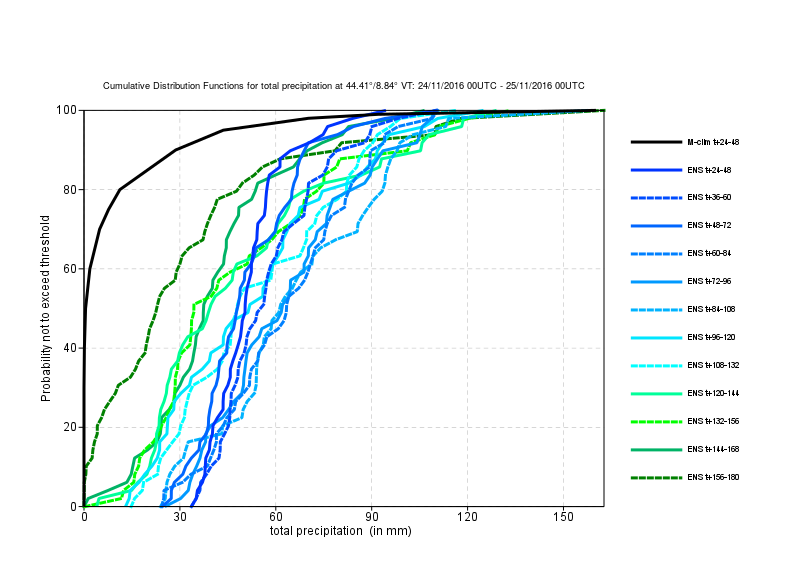 Cumulative Distribution Functions for total precipitation at 44.41°/8.84° VT: 24/11/2016 00UTC - 25/11/2016 00UTC
100
80
60
40
20
0
Probability not to exceed threshold
0 30 60 90 120 150
total precipitation (in mm)
M-clim t+24-48
ENS t+24-48
ENS t+36-60
ENS t+48-72
ENS t+60-84
ENS t+72-96
ENS t+84-108
ENS t+96-120
ENS t+108-132
ENS t+120-144
ENS t+132-156
ENS t+144-168
ENS t+156-180